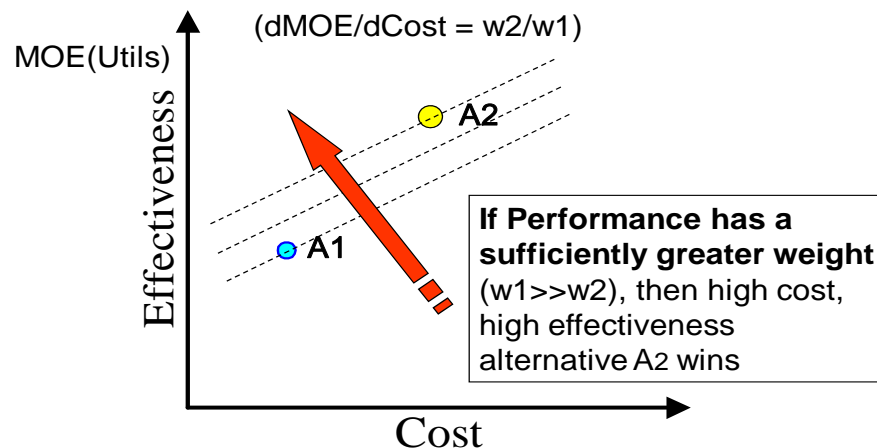 (dMOE/dCost = w2/w1)
MOE(Utils)
Effectiveness
A2
A1
If Performance has a
sufficiently greater weight
(w1>>w2), then high cost,
high effectiveness
alternative A2 wins
Cost